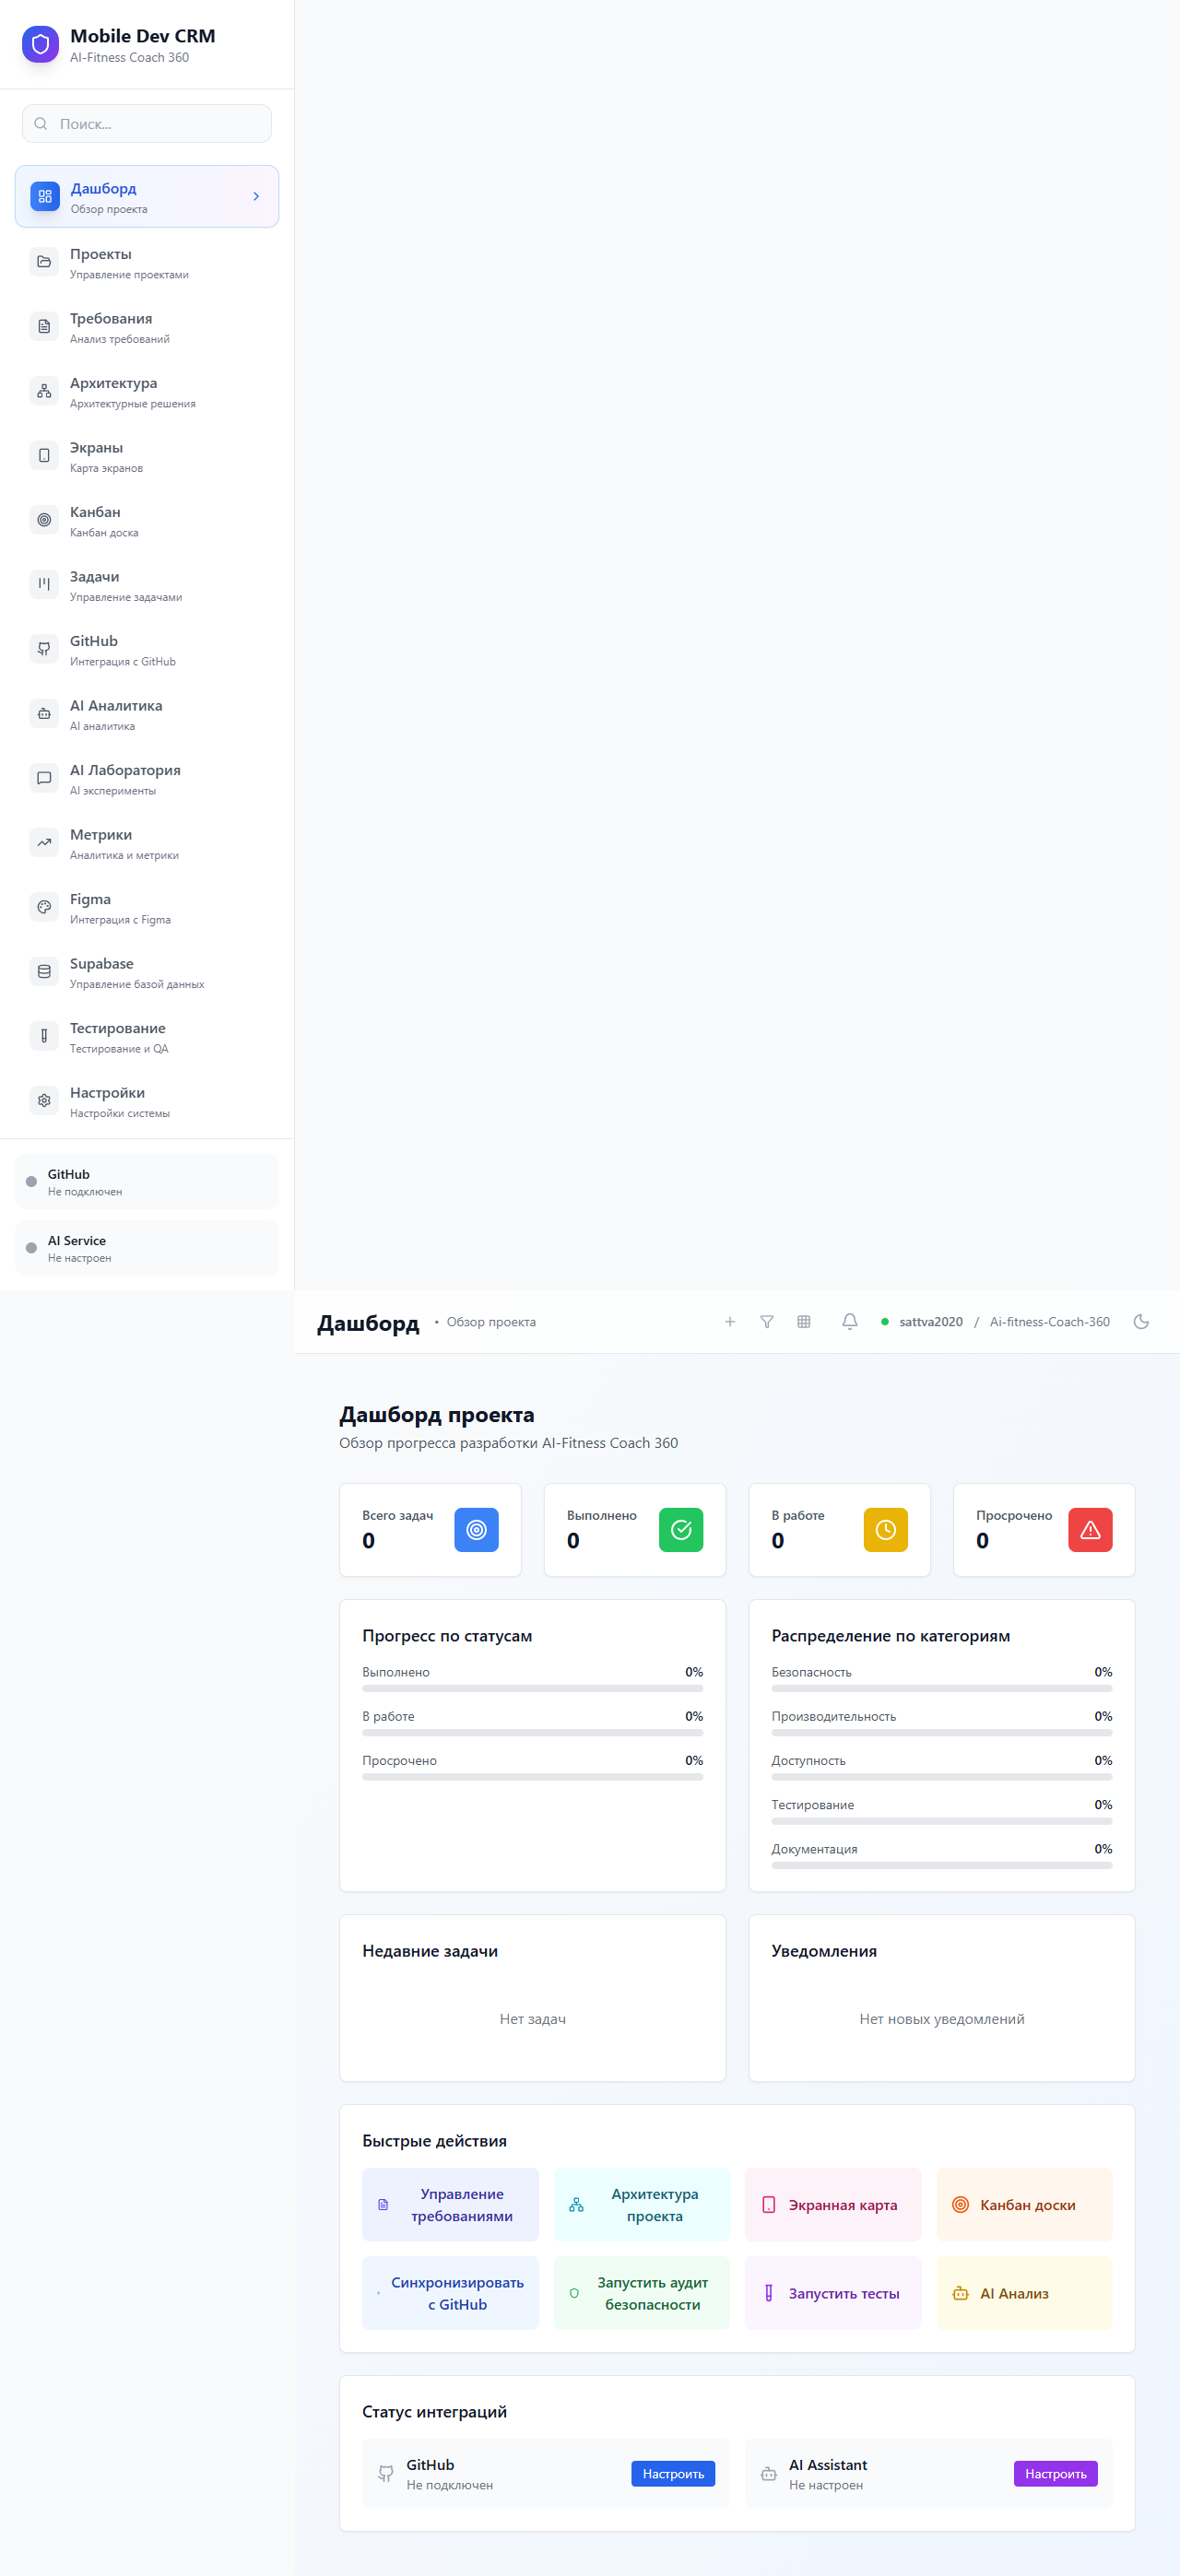 Mobile Dev CRM
AI-Fitness Coach 360
Поиск...
Дашборд
Обзор проекта
Проекты
Управление проектами
Требования
Анализ требований
Архитектура
Архитектурные решения
Экраны
Карта экранов
Канбан
Канбан доска
Задачи
Управление задачами
GitHub
Интеграция с GitHub
AI Аналитика
AI аналитика
AI Лаборатория
AI эксперименты
Метрики
Аналитика и метрики
Figma
Интеграция с Figma
Supabase
Управление базой данных
Тестирование
Тестирование и QA
Настройки
Настройки системы
GitHub
Не подключен
AI Service
Не настроен
Дашборд • Обзор проекта sattva2020 / Ai-fitness-Coach-360
Дашборд проекта
Обзор прогресса разработки AI-Fitness Coach 360
Всего задач
0
Выполнено
0
В работе
0
Просрочено
0
Прогресс по статусам
Выполнено 0%
В работе 0%
Просрочено 0%
Распределение по категориям
Безопасность 0%
Производительность 0%
Доступность 0%
Тестирование 0%
Документация 0%
Недавние задачи
Нет задач
Уведомления
Нет новых уведомлений
Быстрые действия
Управление
требованиями
Архитектура
проекта
Экранная карта
Канбан доски
Синхронизировать
с GitHub
Запустить аудит
безопасности
Запустить тесты
AI Анализ
Статус интеграций
GitHub
Не подключен
Настроить
AI Assistant
Не настроен
Настроить